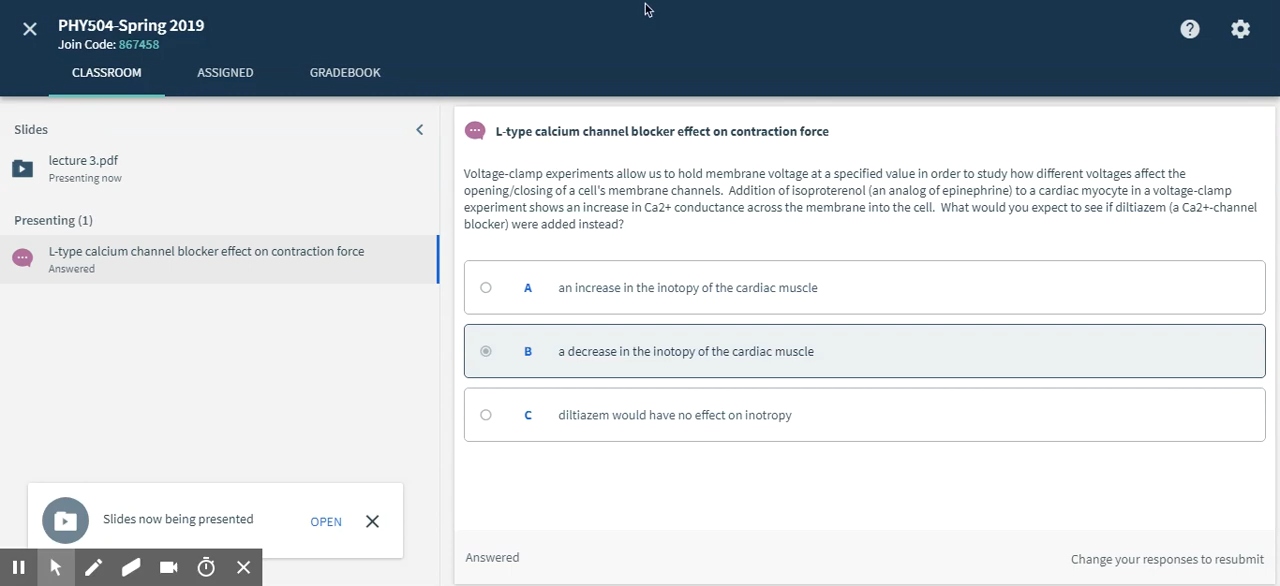 PHY504-Spring 2019
Join Code: 867458
CLASSROOM ASSIGNED GRADEBOOK
Slides
lecture 3.pdf
Presenting now
Presenting (1)
L-type calcium channel blocker effect on contraction force
Answered
Slides now being presented OPEN
L-type calcium channel blocker effect on contraction force
Voltage-clamp experiments allow us to hold membrane voltage at a specified value in order to study how different voltages affect the
opening/closing of a cell's membrane channels. Addition of isoproterenol (an analog of epinephrine) to a cardiac myocyte in a voltage-clamp
experiment shows an increase in Ca2+ conductance across the membrane into the cell. What would you expect to see if diltiazem (a Ca2+-channel
blocker) were added instead?
A an increase in the inotopy of the cardiac muscle
B a decrease in the inotopy of the cardiac muscle
C diltiazem would have no effect on inotropy
Answered
Change your responses to resubmit